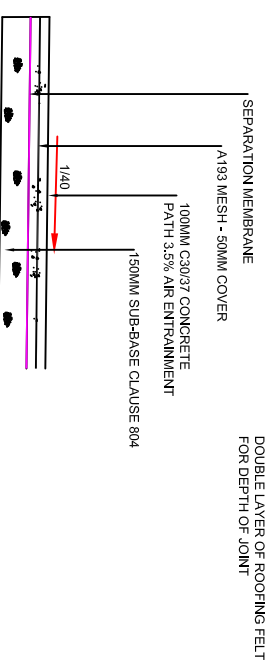 DOUBLE LAYER OF ROOFING FELT
FOR DEPTH OF JOINT
SEPARATION MEMBRANE
A193 MESH - 50MM COVER
100MM C30/37 CONCRETE
PATH 3.5% AIR ENTRAINMENT
150MM SUB-BASE CLAUSE 804
1/40